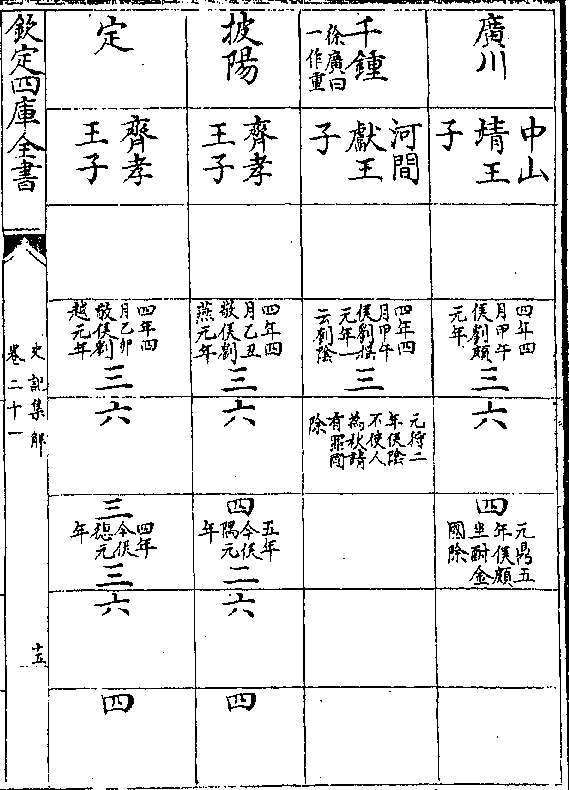 廣川
中山
靖王
子
四年四
月甲午
侯劉頗
元年
三
六
四
元鼎五
年侯頗
坐酎金
國除
千鍾
徐廣曰
一作重
河間
獻王
子
四年四
月甲午
侯劉揺
元年一
云劉陰
三
元狩二
年侯陰
不使人
為秋請
有罪國
除
披陽
齊孝
王子
四年四
月乙丑
敬侯劉
燕元年
三
六
四
五年
今侯
隅元
年
二
六
四
定
齊孝
王子
四年四
月乙卯
敬侯劉
越元年
三
六
三
四年
今侯
徳元
年
三
六
四
欽定四庫全書
史記集解
卷二十一
十五